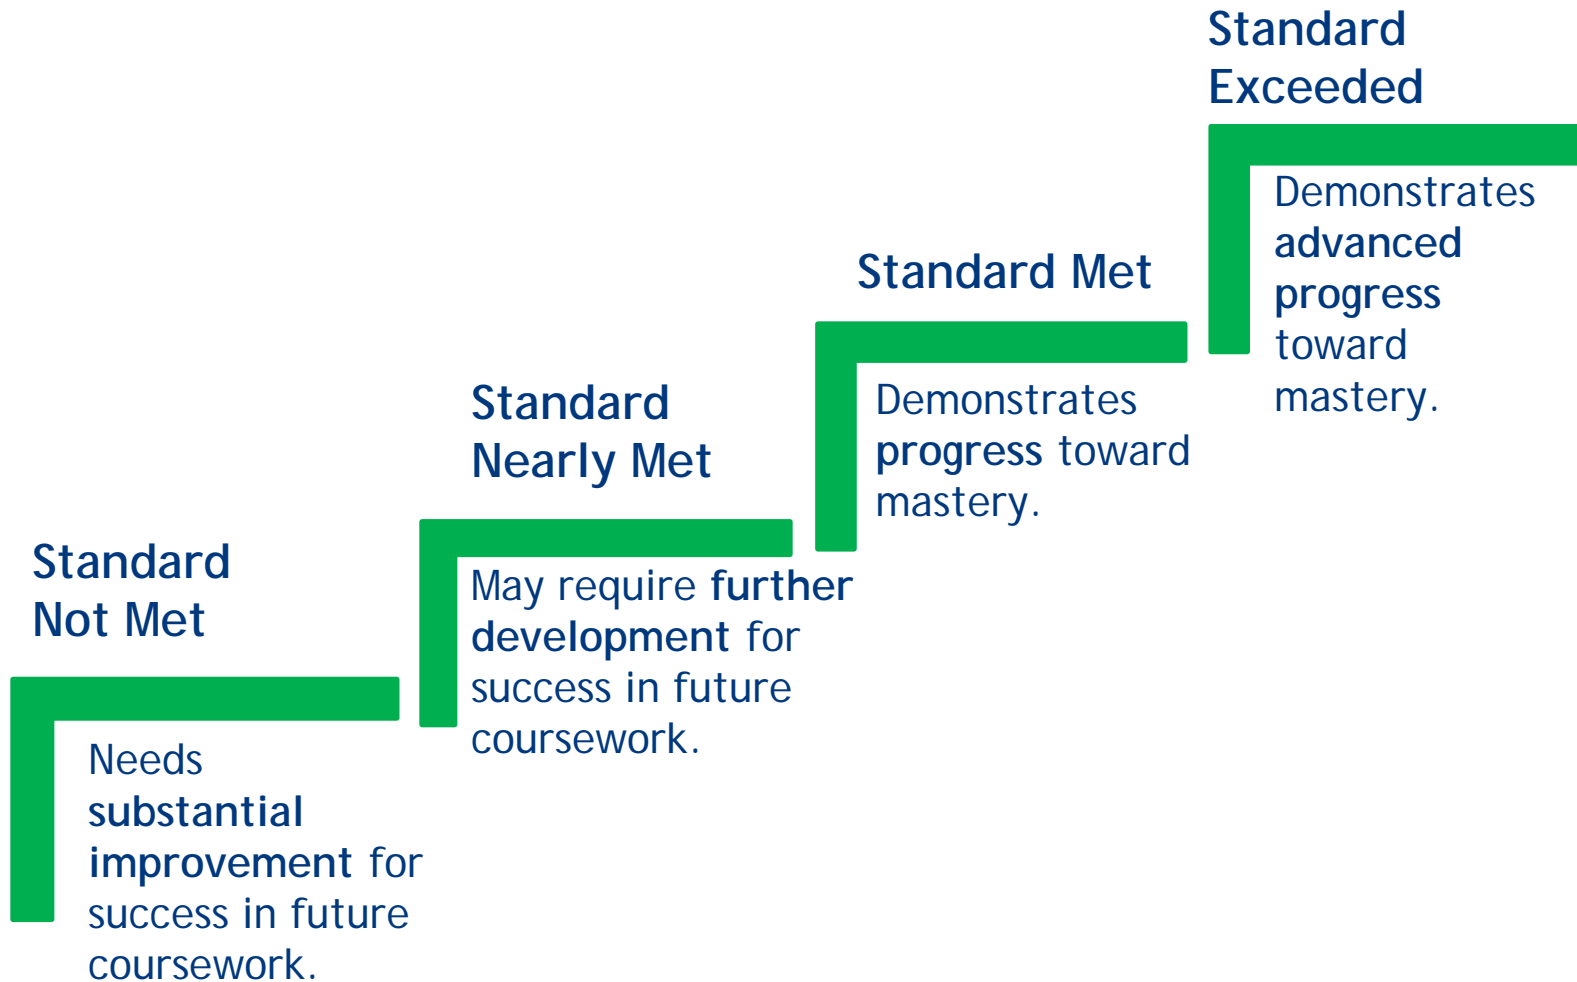 Standard
Not Met
Needs
substantial
improvement for
success in future
coursework.
Standard
Nearly Met
May require further
development for
success in future
coursework.
Standard Met
Demonstrates
progress toward
mastery.
Standard
Exceeded
Demonstrates
advanced
progress
toward
mastery.